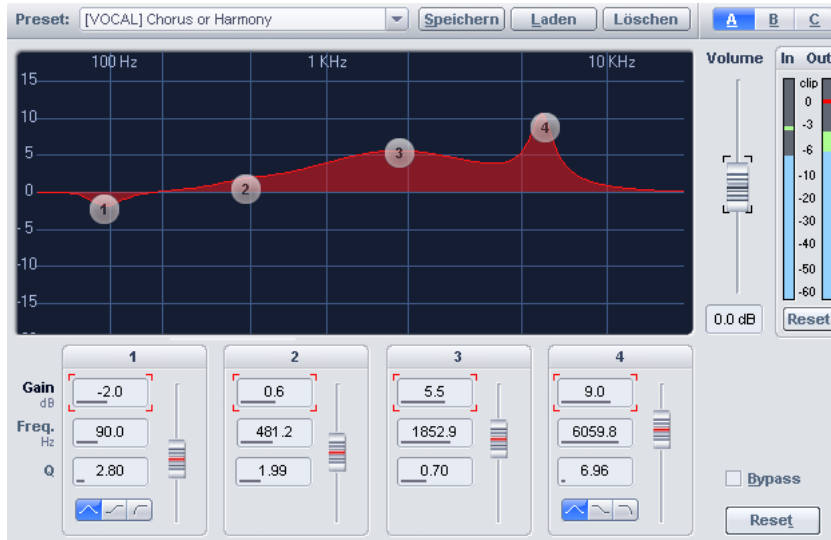 Preset: [VOCAL] Chorus or Harmony Speichern Laden Löschen A B C
100 Hz 1 KHz 10 KHz Volume In Out
15
10
5
0
-5
-10
-15
1 2 3 4
clip
0
-3
-6
-10
-20
-30
-40
-50
-60
0.0 dB Reset
1 2 3 4
Gain dB -2.0 0.6 5.5 9.0
Freq. Hz 90.0 481.2 1852.9 6059.8
Q 2.80 1.99 0.70 6.96
Bypass
Reset